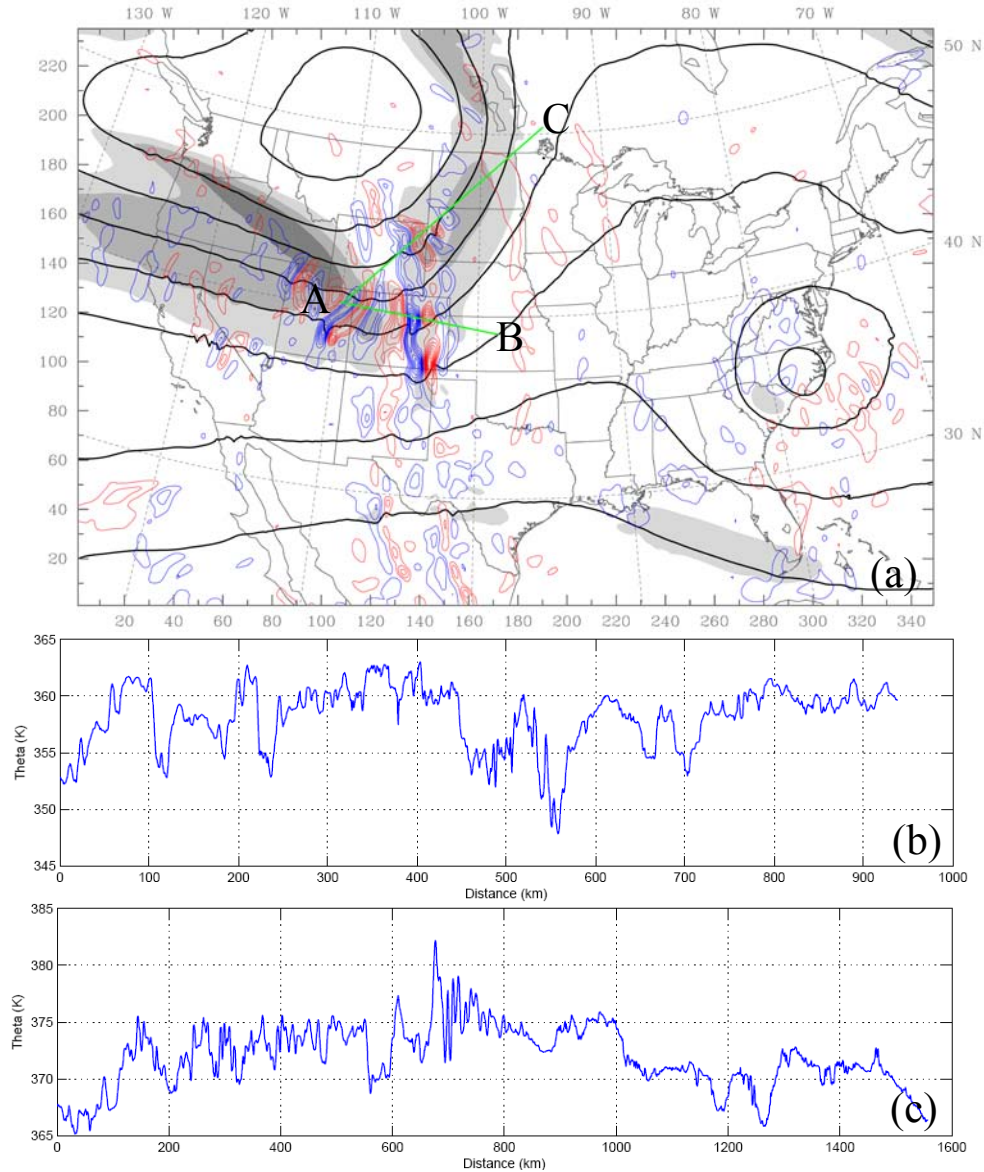 130 W 120 W 110 W 100 W 90 W 80 W 70 W
220 50 N
200 C
180
160
140 40 N
120 A B
100
80
60 30 N
40
20 (a)
20 40 60 80 100 120 140 160 180 200 220 240 260 280 300 320 340
365
360
355
350
345
Theta (K)
(b)
0 100 200 300 400 500 600 700 800 900 1000
Distance (km)
385
380
375
370
365
Theta (K)
(c)
0 200 400 600 800 1000 1200 1400 1600
Distance (km)